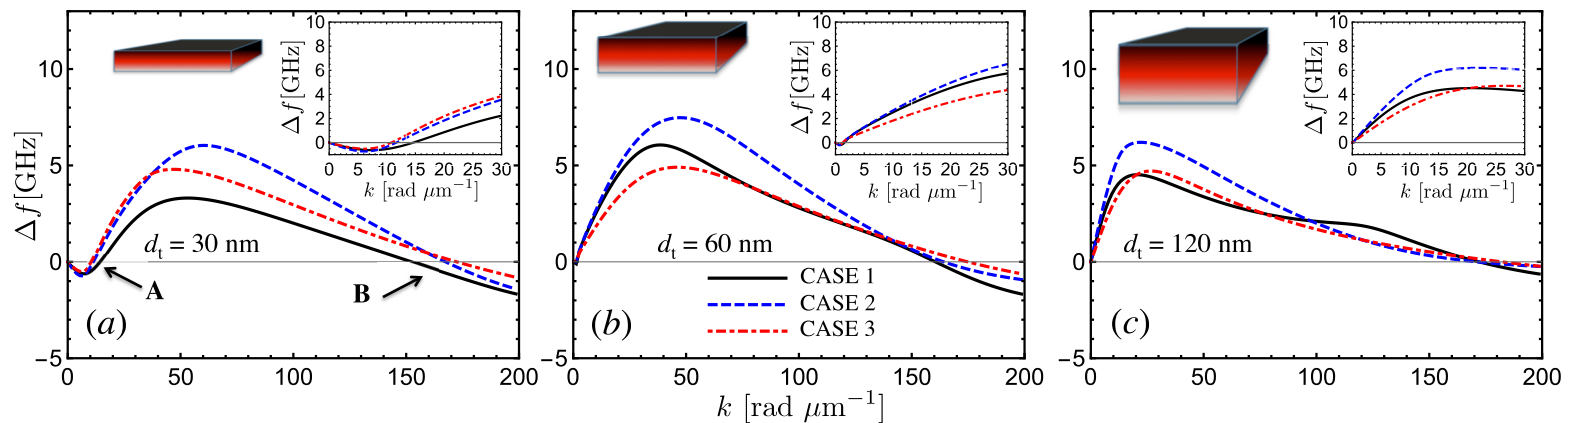 Δf[GHz]
10
5
0
−5
0 50 100 150 200
Δf[GHz]
10
8
6
4
2
0
0 5 10 15 20 25 30
k [rad μm⁻¹]
dₜ = 30 nm
A
B
(a)
10
5
0
−5
0 50 100 150 200
Δf[GHz]
10
8
6
4
2
0
0 5 10 15 20 25 30
k [rad μm⁻¹]
dₜ = 60 nm
CASE 1
CASE 2
CASE 3
(b)
k [rad μm⁻¹]
10
5
0
−5
0 50 100 150 200
Δf[GHz]
10
8
6
4
2
0
0 5 10 15 20 25 30
k [rad μm⁻¹]
dₜ = 120 nm
(c)